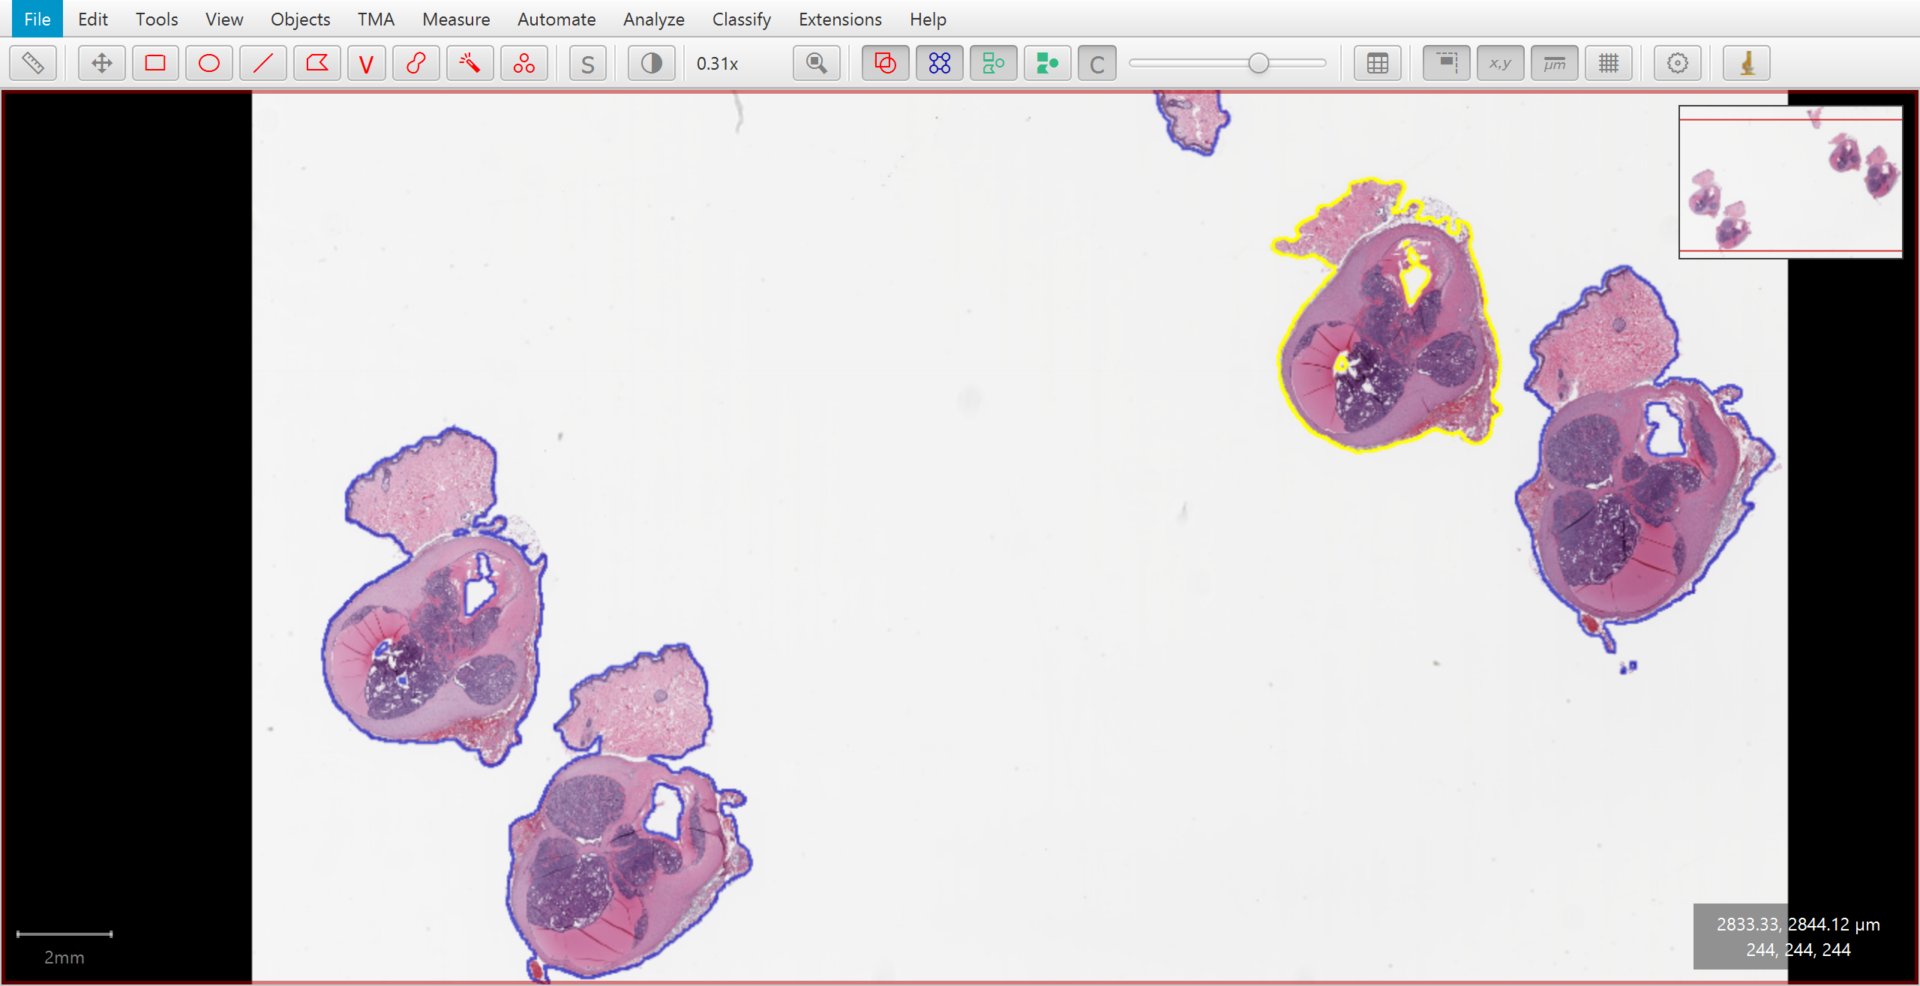 File Edit Tools View Objects TMA Measure Automate Analyze Classify Extensions Help
V S 0.31x C x,y μm
2mm
2833.33, 2844.12 μm
244, 244, 244